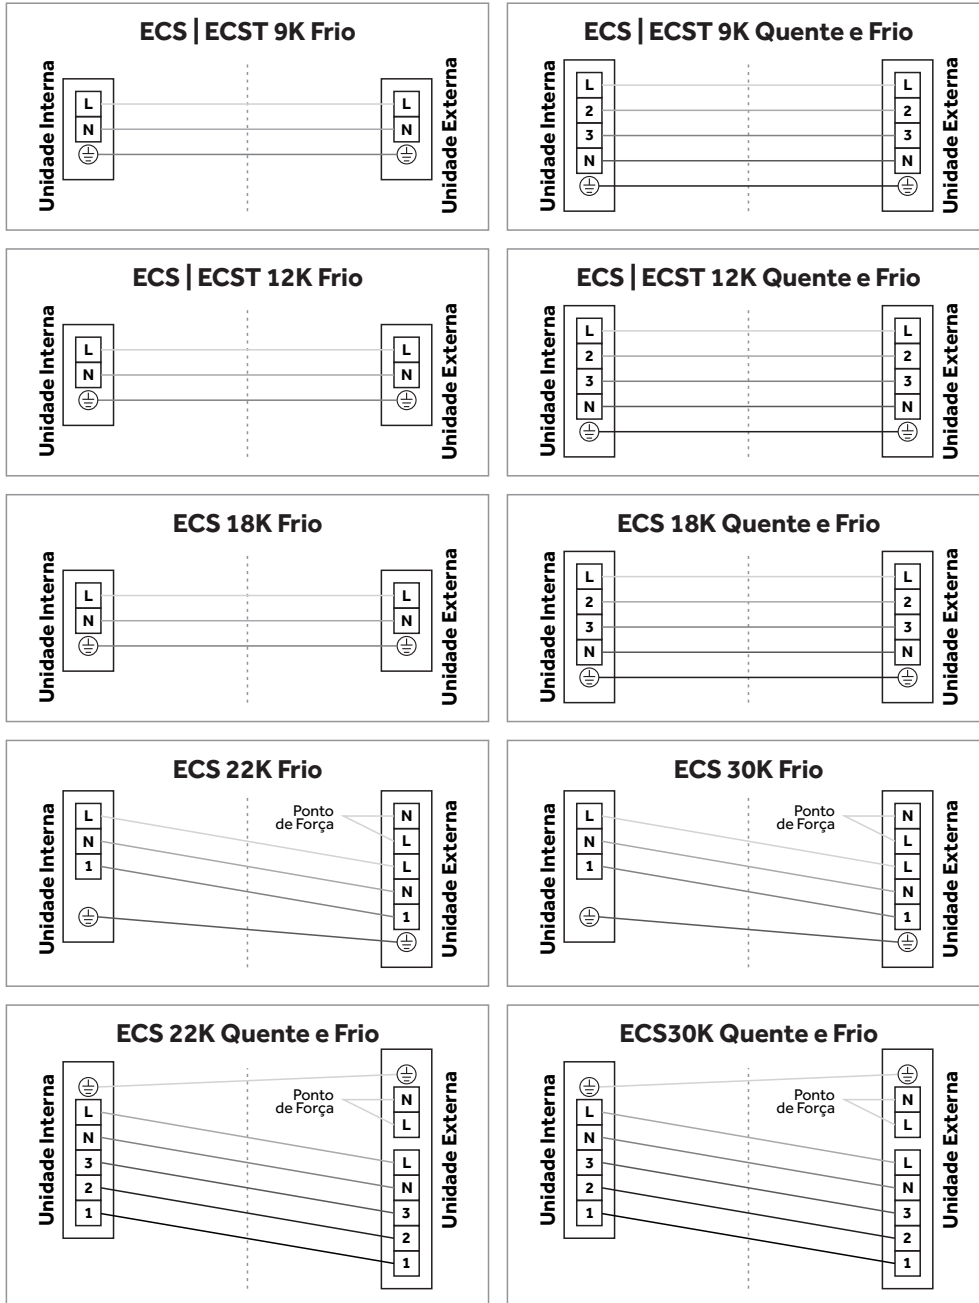 ECS | ECST 9K Frio
Unidade Interna
L
N
L
N
Unidade Externa
ECS | ECST 9K Quente e Frio
Unidade Interna
L
2
3
N
L
2
3
N
Unidade Externa
ECS | ECST 12K Frio
Unidade Interna
L
N
L
N
Unidade Externa
ECS | ECST 12K Quente e Frio
Unidade Interna
L
2
3
N
L
2
3
N
Unidade Externa
ECS 18K Frio
Unidade Interna
L
N
L
N
Unidade Externa
ECS 18K Quente e Frio
Unidade Interna
L
2
3
N
L
2
3
N
Unidade Externa
ECS 22K Frio
Unidade Interna
L
N
1
Ponto
de Força
N
L
L
N
1
Unidade Externa
ECS 30K Frio
Unidade Interna
L
N
1
Ponto
de Força
N
L
L
N
1
Unidade Externa
ECS 22K Quente e Frio
Unidade Interna
L
N
3
2
1
Ponto
de Força
N
L
L
N
3
2
1
Unidade Externa
ECS30K Quente e Frio
Unidade Interna
L
N
3
2
1
Ponto
de Força
N
L
L
N
3
2
1
Unidade Externa